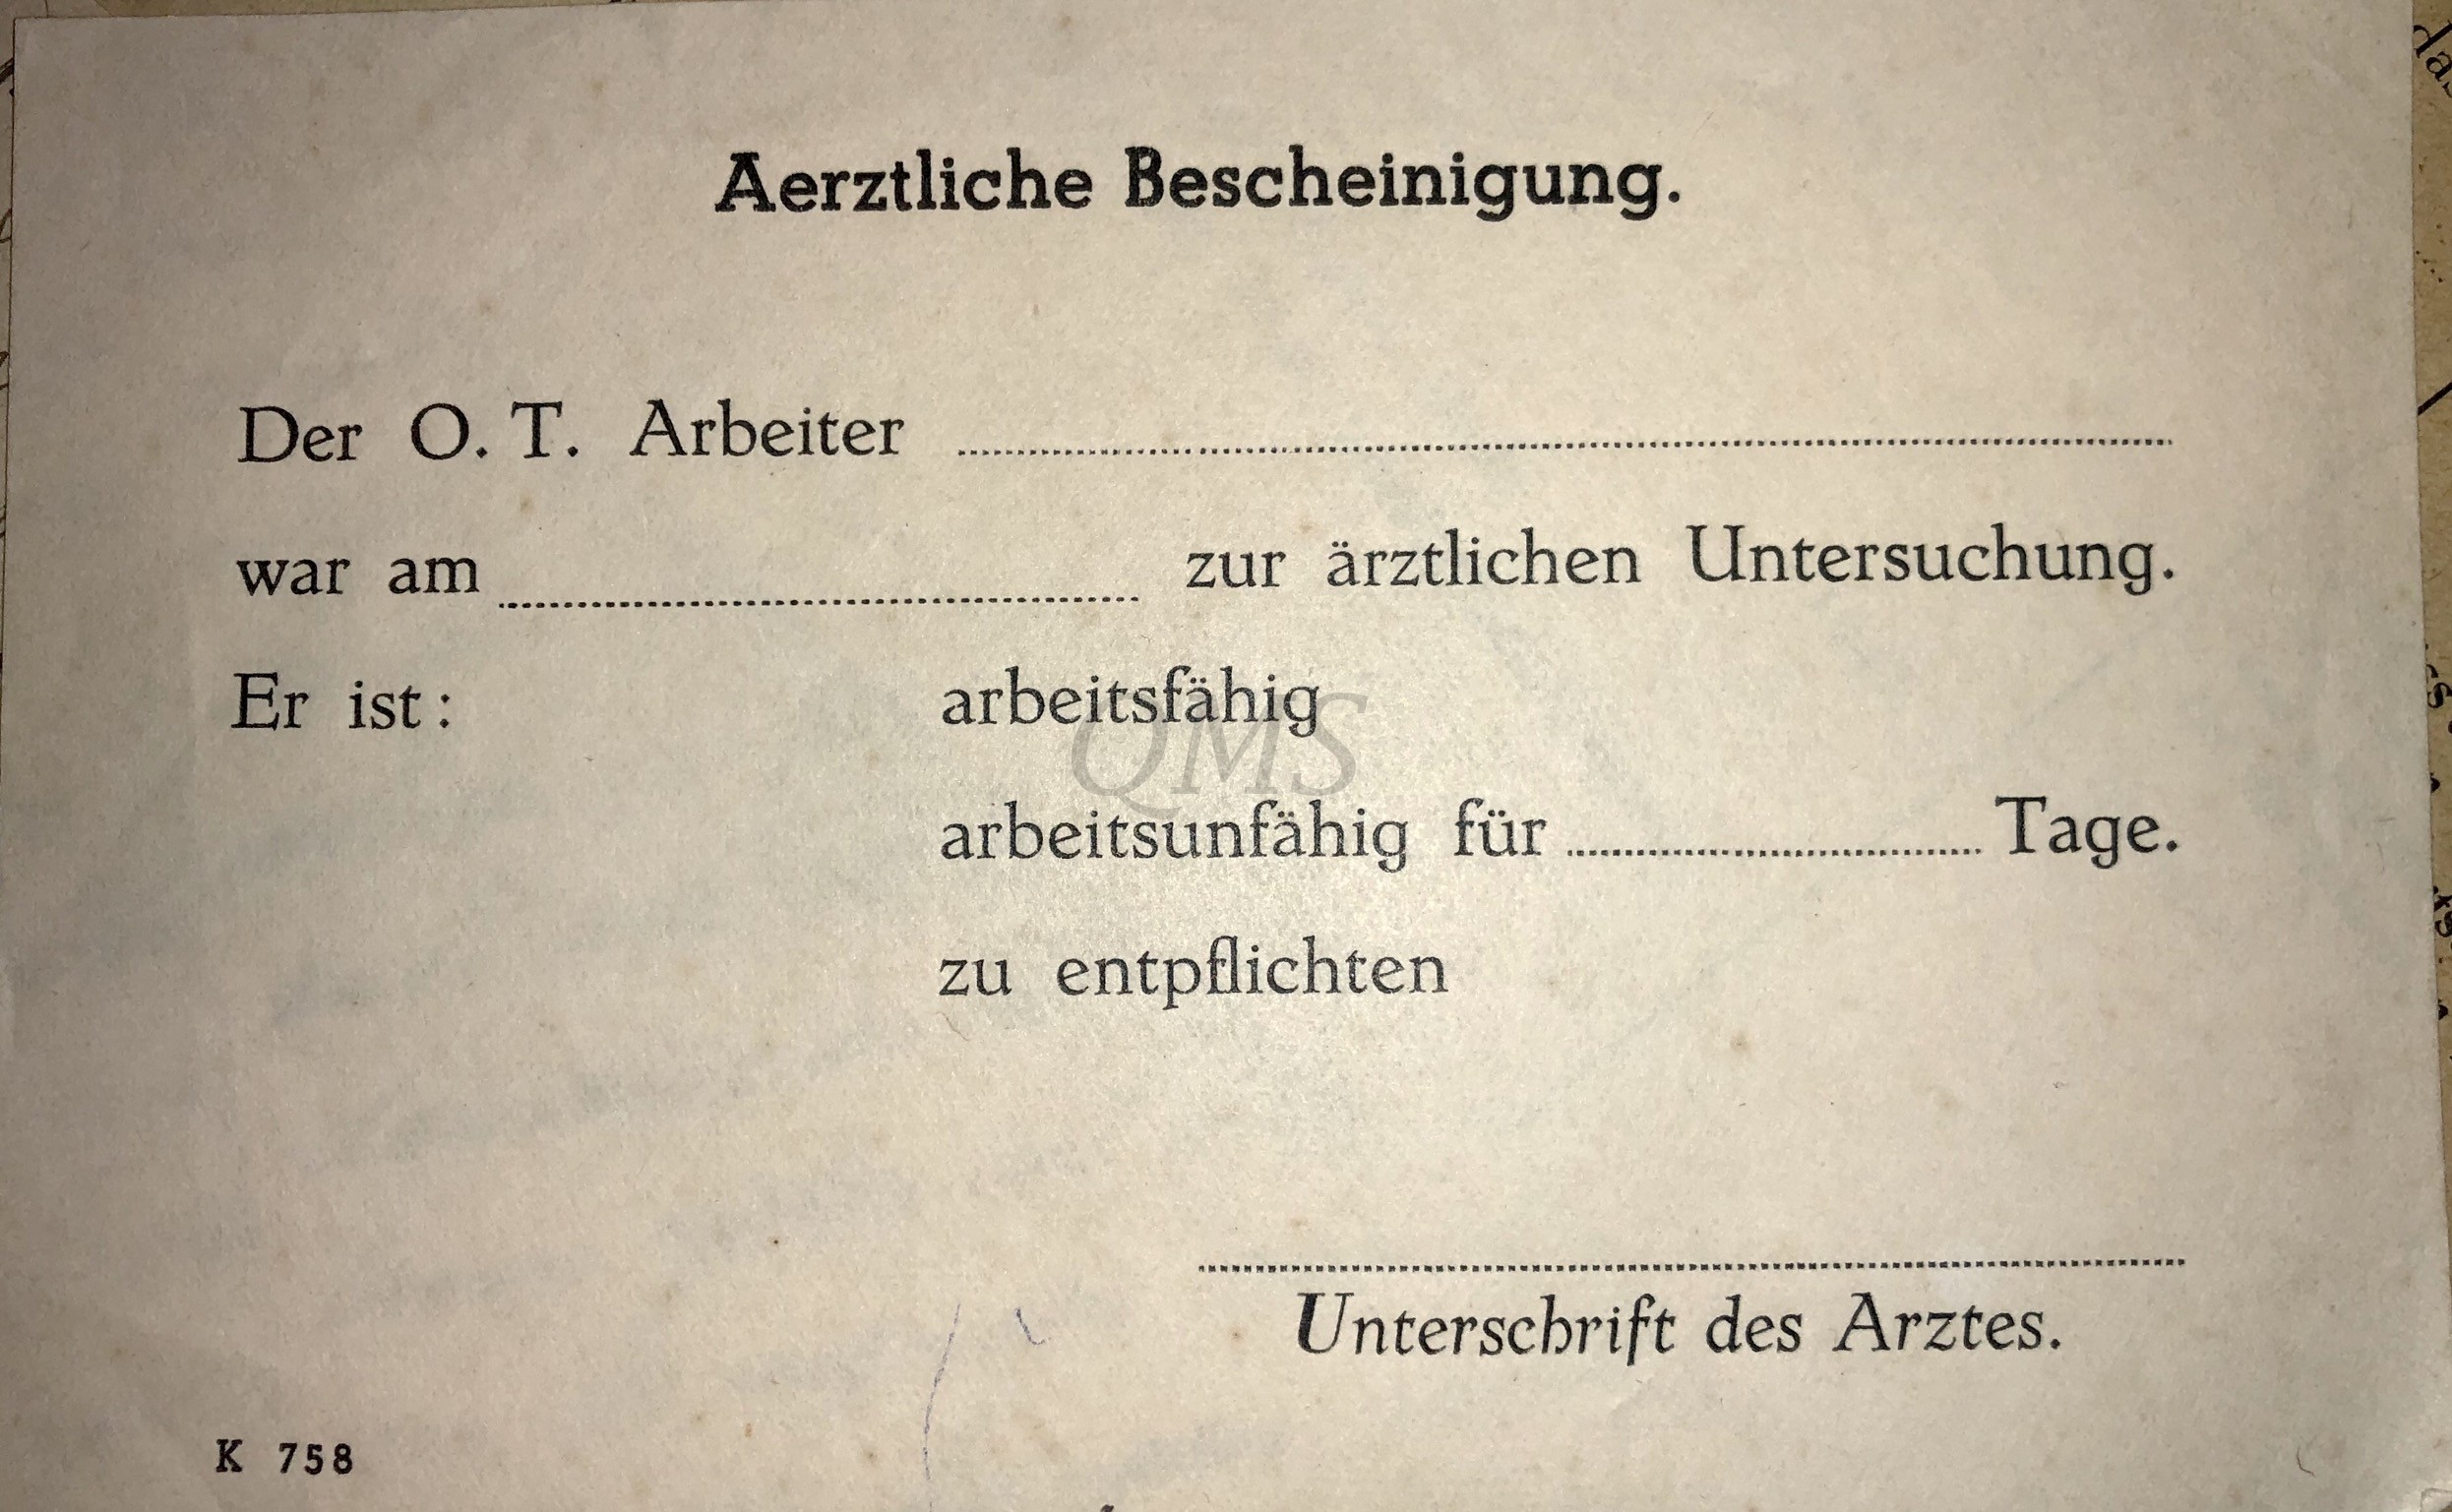 Aerztliche Bescheinigung.
Der O. T. Arbeiter ........................................
war am ........................................ zur ärztlichen Untersuchung.
Er ist: arbeitsfähig
QMS
arbeitsunfähig für .............................. Tage.
zu entpflichten
........................................
Unterschrift des Arztes.
K 758